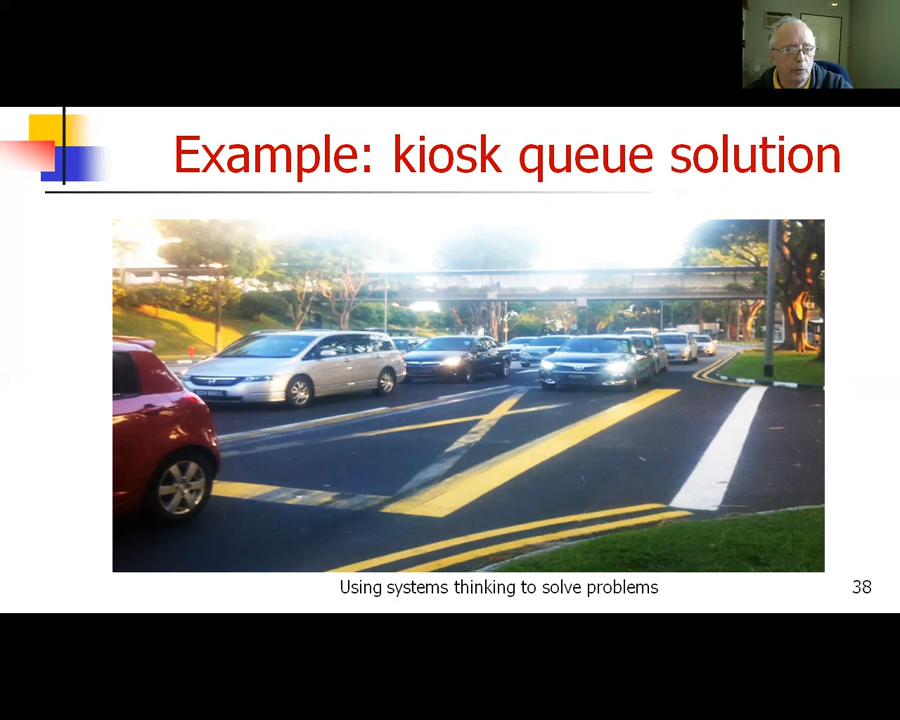 Example: kiosk queue solution
Using systems thinking to solve problems
38